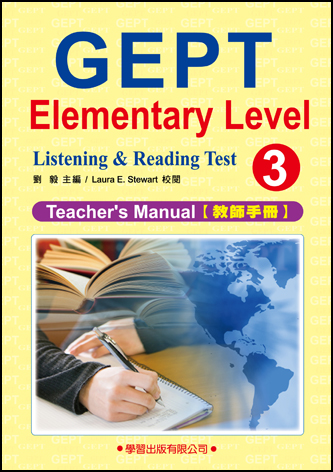 GEPT
Elementary Level
Listening & Reading Test
3
劉 毅 主編 / Laura E. Stewart 校閱
Teacher's Manual【教師手冊】
•學習出版有限公司•